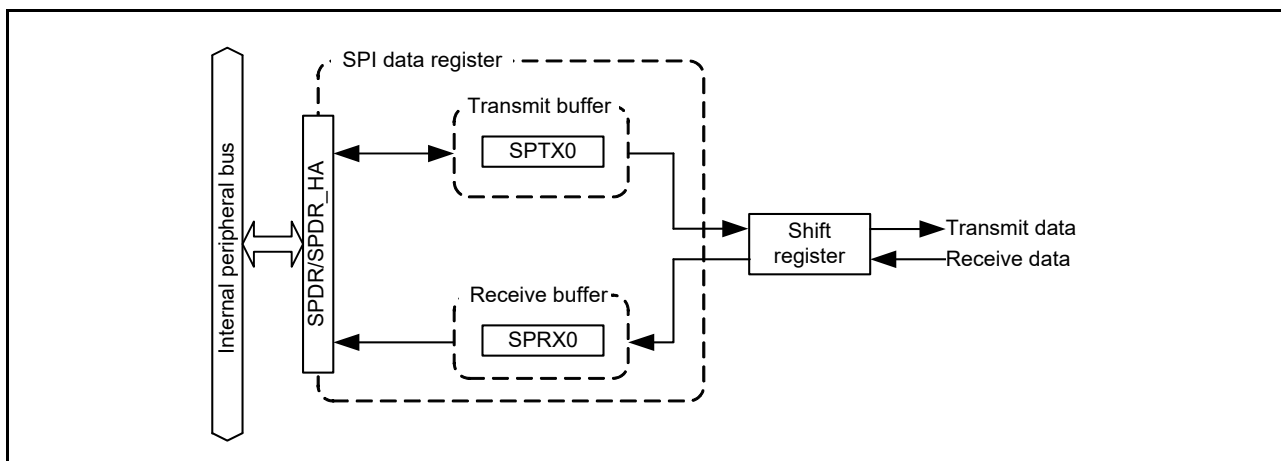 SPI data register
Transmit buffer
SPTX0
Internal peripheral bus
SPDR/SPDR_HA
Shift
register
Transmit data
Receive data
Receive buffer
SPRX0